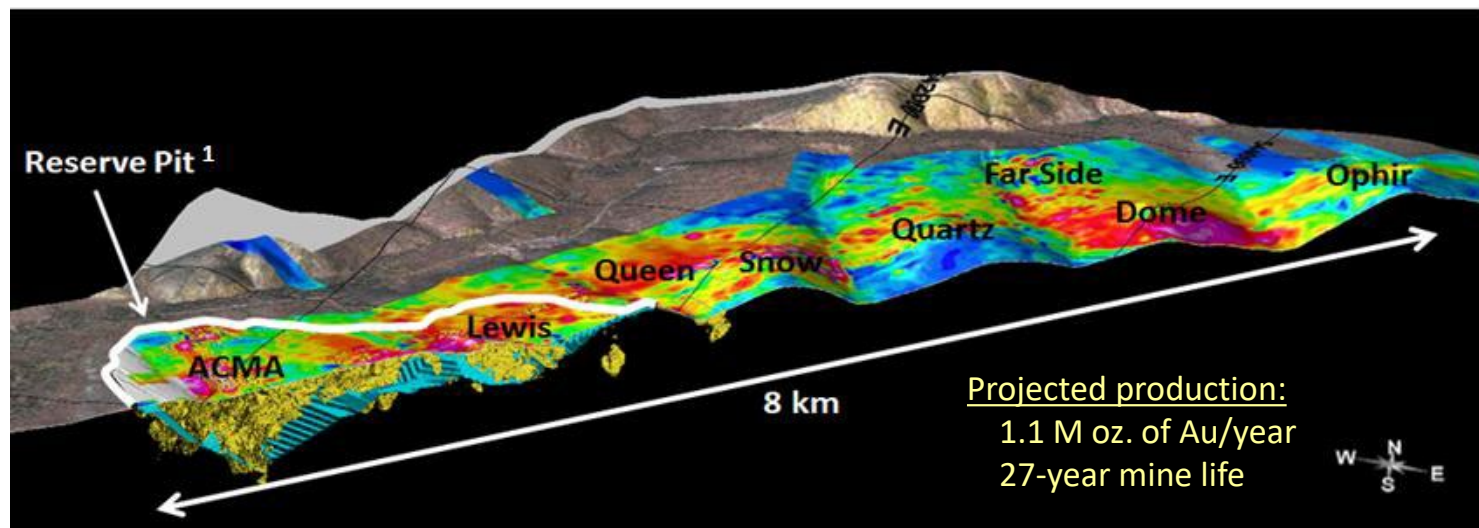 Reserve Pit 1
Far Side
Ophir
Dome
Quartz
Queen
Snow
Lewis
ACMA
8 km
Projected production:
1.1 M oz. of Au/year
27-year mine life
N
W
E
S
E